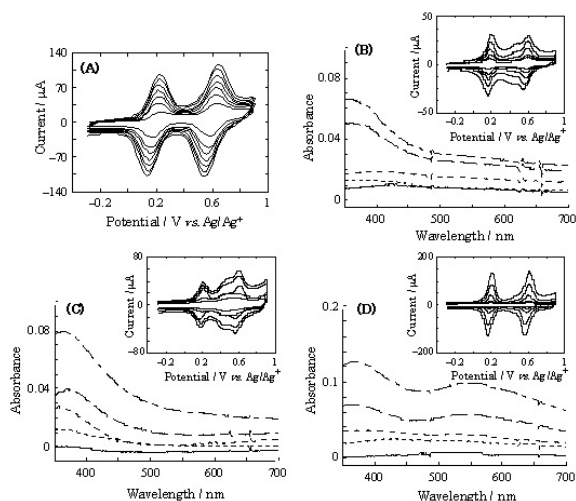 (A)
140
70
0
−70
−140
Current / μA
−0.2
0.2
0.6
1
Potential / V vs. Ag/Ag⁺
(B)
0.08
0.04
0
Absorbance
400
500
600
700
Wavelength / nm
50
0
−50
Current / μA
−0.2
0.2
0.6
1
Potential / V vs. Ag/Ag⁺
(C)
0.08
0.04
0
Absorbance
400
500
600
700
Wavelength / nm
80
0
−80
Current / μA
−0.2
0.2
0.6
1
Potential / V vs. Ag/Ag⁺
(D)
0.2
0.1
0
Absorbance
400
500
600
700
Wavelength / nm
200
0
−200
Current / μA
−0.2
0.2
0.6
1
Potential / V vs. Ag/Ag⁺